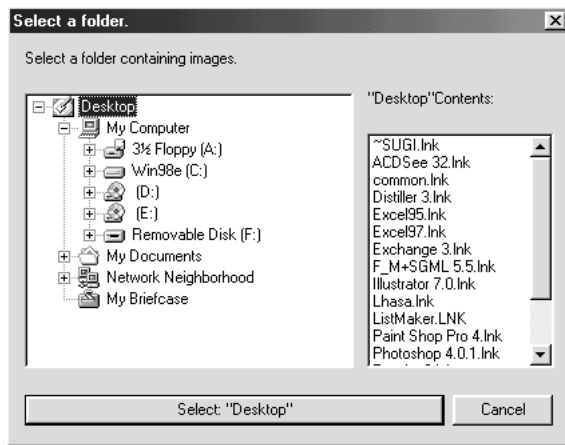 Select a folder.
Select a folder containing images.
Desktop
My Computer
3½ Floppy (A:)
Win98e (C:)
(D:)
(E:)
Removable Disk (F:)
My Documents
Network Neighborhood
My Briefcase
"Desktop"Contents:
~SUGI.lnk
ACDSee 32.lnk
common.lnk
Distiller 3.lnk
Excel95.lnk
Excel97.lnk
Exchange 3.lnk
F_M+SGML 5.5.lnk
Illustrator 7.0.lnk
Lhasa.lnk
ListMaker.LNK
Paint Shop Pro 4.lnk
Photoshop 4.0.1.lnk
Select: "Desktop"
Cancel